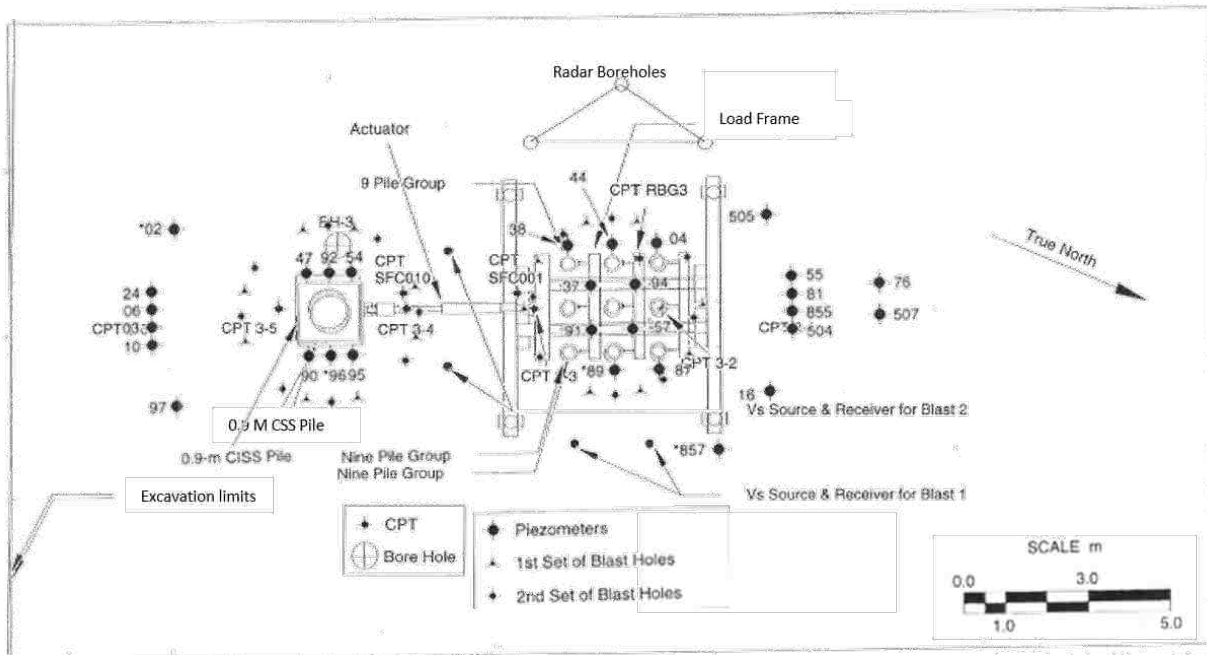 Radar Boreholes
Load Frame
Actuator
9 Pile Group
44
CPT RBG3
505
True North
*02
BH-3
38
04
47 92 54
CPT
SFC010
CPT
SFC001
24
06
10
CPT 3-5
CPT 3-4
37
94
91
57
55
81
855
504
76
507
CPT 3-2
90 *96 95
*89
87
16
97
Vs Source & Receiver for Blast 2
0.9 M CSS Pile
0.9-m CISS Pile
Nine Pile Group
Nine Pile Group
*857
Vs Source & Receiver for Blast 1
Excavation limits
CPT
Bore Hole
Piezometers
1st Set of Blast Holes
2nd Set of Blast Holes
SCALE m
0.0 3.0
1.0 5.0